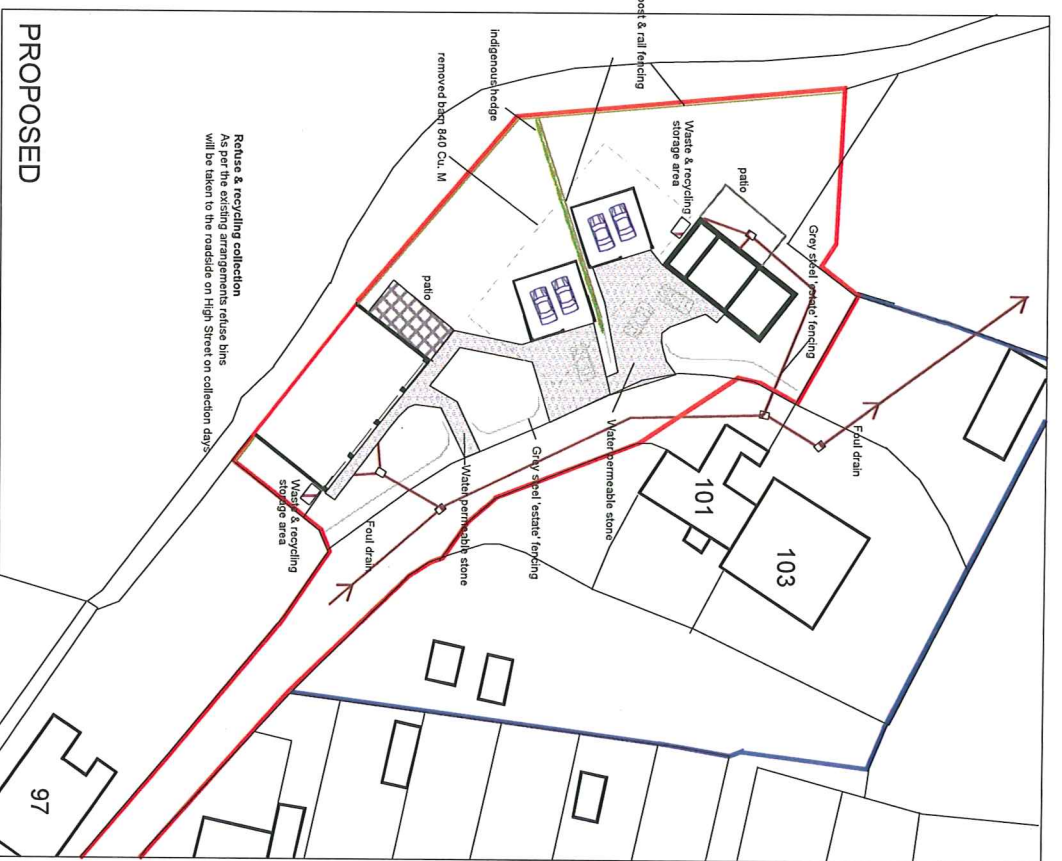 PROPOSED
Refuse & recycling collection
As per the existing arrangements refuse bins
will be taken to the roadside on High Street on collection days
removed barn 840 Cu. M
indigenous hedge
post & rail fencing
Waste & recycling
storage area
patio
Grey steel 'estate' fencing
patio
Water permeable stone
Grey steel 'estate' fencing
Water permeable stone
Foul drain
Waste & recycling
storage area
Foul drain
101
103
97